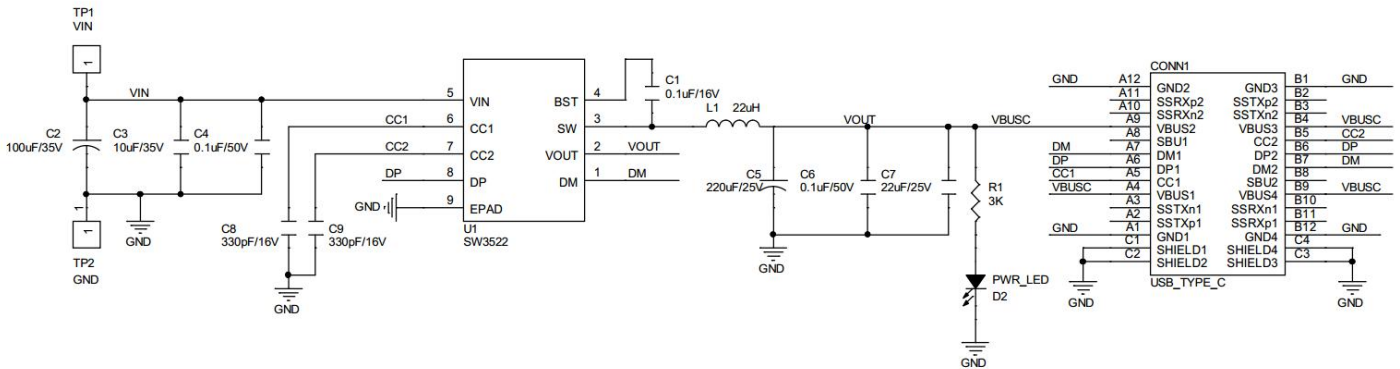 TP1
VIN
1
VIN
C2
100uF/35V
C3
10uF/35V
C4
0.1uF/50V
1
1
TP2
GND
GND
CC1
CC2
DP
GND
C8
330pF/16V
C9
330pF/16V
GND
5 VIN
6 CC1
7 CC2
8 DP
9 EPAD
BST 4
SW 3
VOUT 2 VOUT
DM 1 DM
U1
SW3522
C1
0.1uF/16V
L1 22uH
VOUT
VBUSC
C5
220uF/25V
C6
0.1uF/50V
C7
22uF/25V
GND
R1
3K
PWR_LED
D2
GND
CONN1
GND A12 GND2
A11 SSRXp2
A10 SSRXn2
A9 VBUS2
A8 SBU1
DM A7 DM1
DP A6 DP1
CC1 A5 CC1
VBUSC A4 VBUS1
A3 SSTXn1
A2 SSTXp1
GND A1 GND1
C1 SHIELD1
C2 SHIELD2
GND3 B1 GND
SSTXp2 B2
SSTXn2 B3
VBUS3 B4 VBUSC
CC2 B5 CC2
DP2 B6 DP
DM2 B7 DM
SBU2 B8
VBUS4 B9 VBUSC
SSRXn1 B10
SSRXp1 B11
GND4 B12 GND
SHIELD4 C4
SHIELD3 C3
USB_TYPE_C
GND
GND